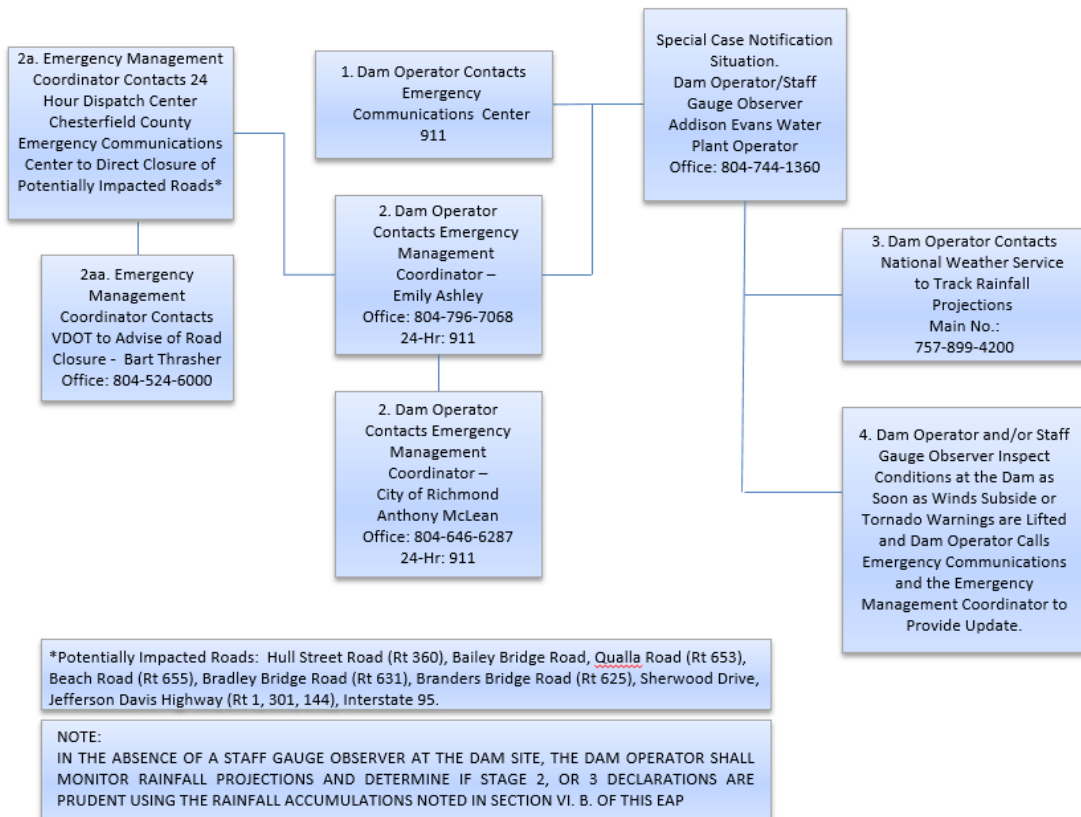 2a. Emergency Management
Coordinator Contacts 24
Hour Dispatch Center
Chesterfield County
Emergency Communications
Center to Direct Closure of
Potentially Impacted Roads*
1. Dam Operator Contacts
Emergency
Communications Center
911
Special Case Notification
Situation.
Dam Operator/Staff
Gauge Observer
Addison Evans Water
Plant Operator
Office: 804-744-1360
2aa. Emergency
Management
Coordinator Contacts
VDOT to Advise of Road
Closure - Bart Thrasher
Office: 804-524-6000
2. Dam Operator
Contacts Emergency
Management
Coordinator –
Emily Ashley
Office: 804-796-7068
24-Hr: 911
3. Dam Operator Contacts
National Weather Service
to Track Rainfall
Projections
Main No.:
757-899-4200
2. Dam Operator
Contacts Emergency
Management
Coordinator –
City of Richmond
Anthony McLean
Office: 804-646-6287
24-Hr: 911
4. Dam Operator and/or Staff
Gauge Observer Inspect
Conditions at the Dam as
Soon as Winds Subside or
Tornado Warnings are Lifted
and Dam Operator Calls
Emergency Communications
and the Emergency
Management Coordinator to
Provide Update.
*Potentially Impacted Roads: Hull Street Road (Rt 360), Bailey Bridge Road, Qualla Road (Rt 653),
Beach Road (Rt 655), Bradley Bridge Road (Rt 631), Branders Bridge Road (Rt 625), Sherwood Drive,
Jefferson Davis Highway (Rt 1, 301, 144), Interstate 95.
NOTE:
IN THE ABSENCE OF A STAFF GAUGE OBSERVER AT THE DAM SITE, THE DAM OPERATOR SHALL
MONITOR RAINFALL PROJECTIONS AND DETERMINE IF STAGE 2, OR 3 DECLARATIONS ARE
PRUDENT USING THE RAINFALL ACCUMULATIONS NOTED IN SECTION VI. B. OF THIS EAP